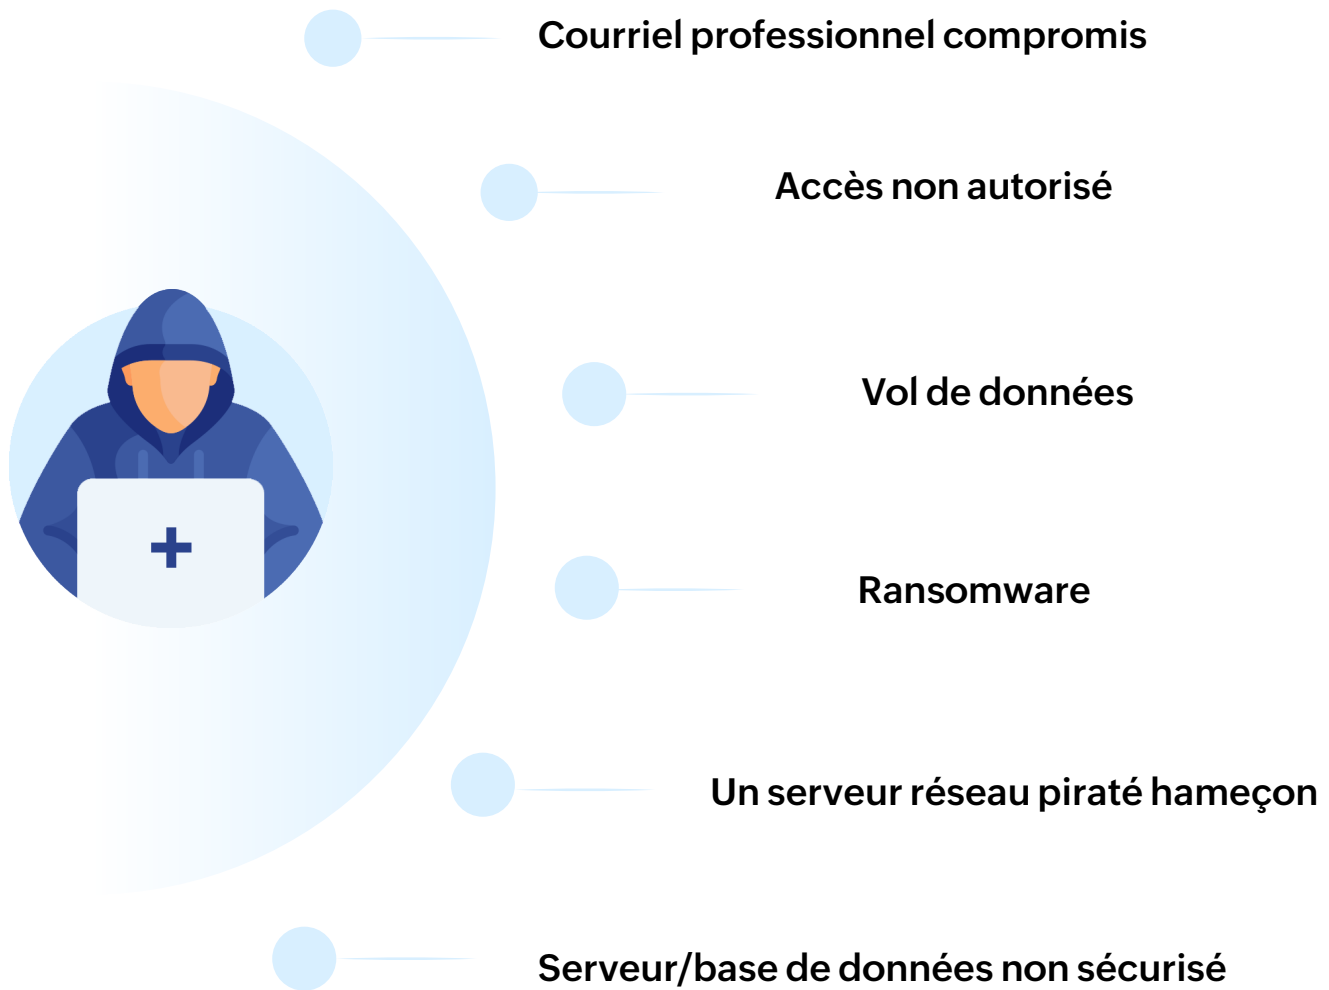 Courriel professionnel compromis
Accès non autorisé
Vol de données
Ransomware
Un serveur réseau piraté hameçon
Serveur/base de données non sécurisé